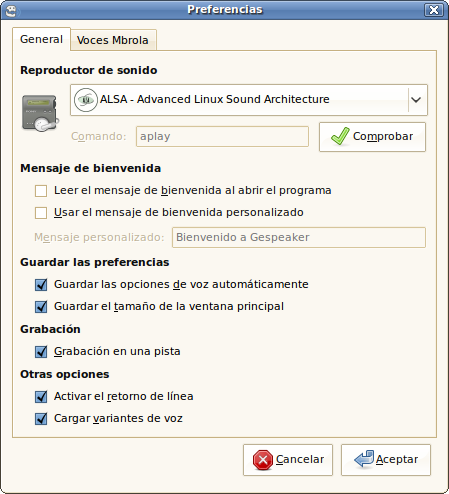 Preferencias
General
Voces Mbrola
Reproductor de sonido
ALSA - Advanced Linux Sound Architecture
Comando: aplay
Comprobar
Mensaje de bienvenida
Leer el mensaje de bienvenida al abrir el programa
Usar el mensaje de bienvenida personalizado
Mensaje personalizado: Bienvenido a Gespeaker
Guardar las preferencias
Guardar las opciones de voz automáticamente
Guardar el tamaño de la ventana principal
Grabación
Grabación en una pista
Otras opciones
Activar el retorno de línea
Cargar variantes de voz
Cancelar
Aceptar